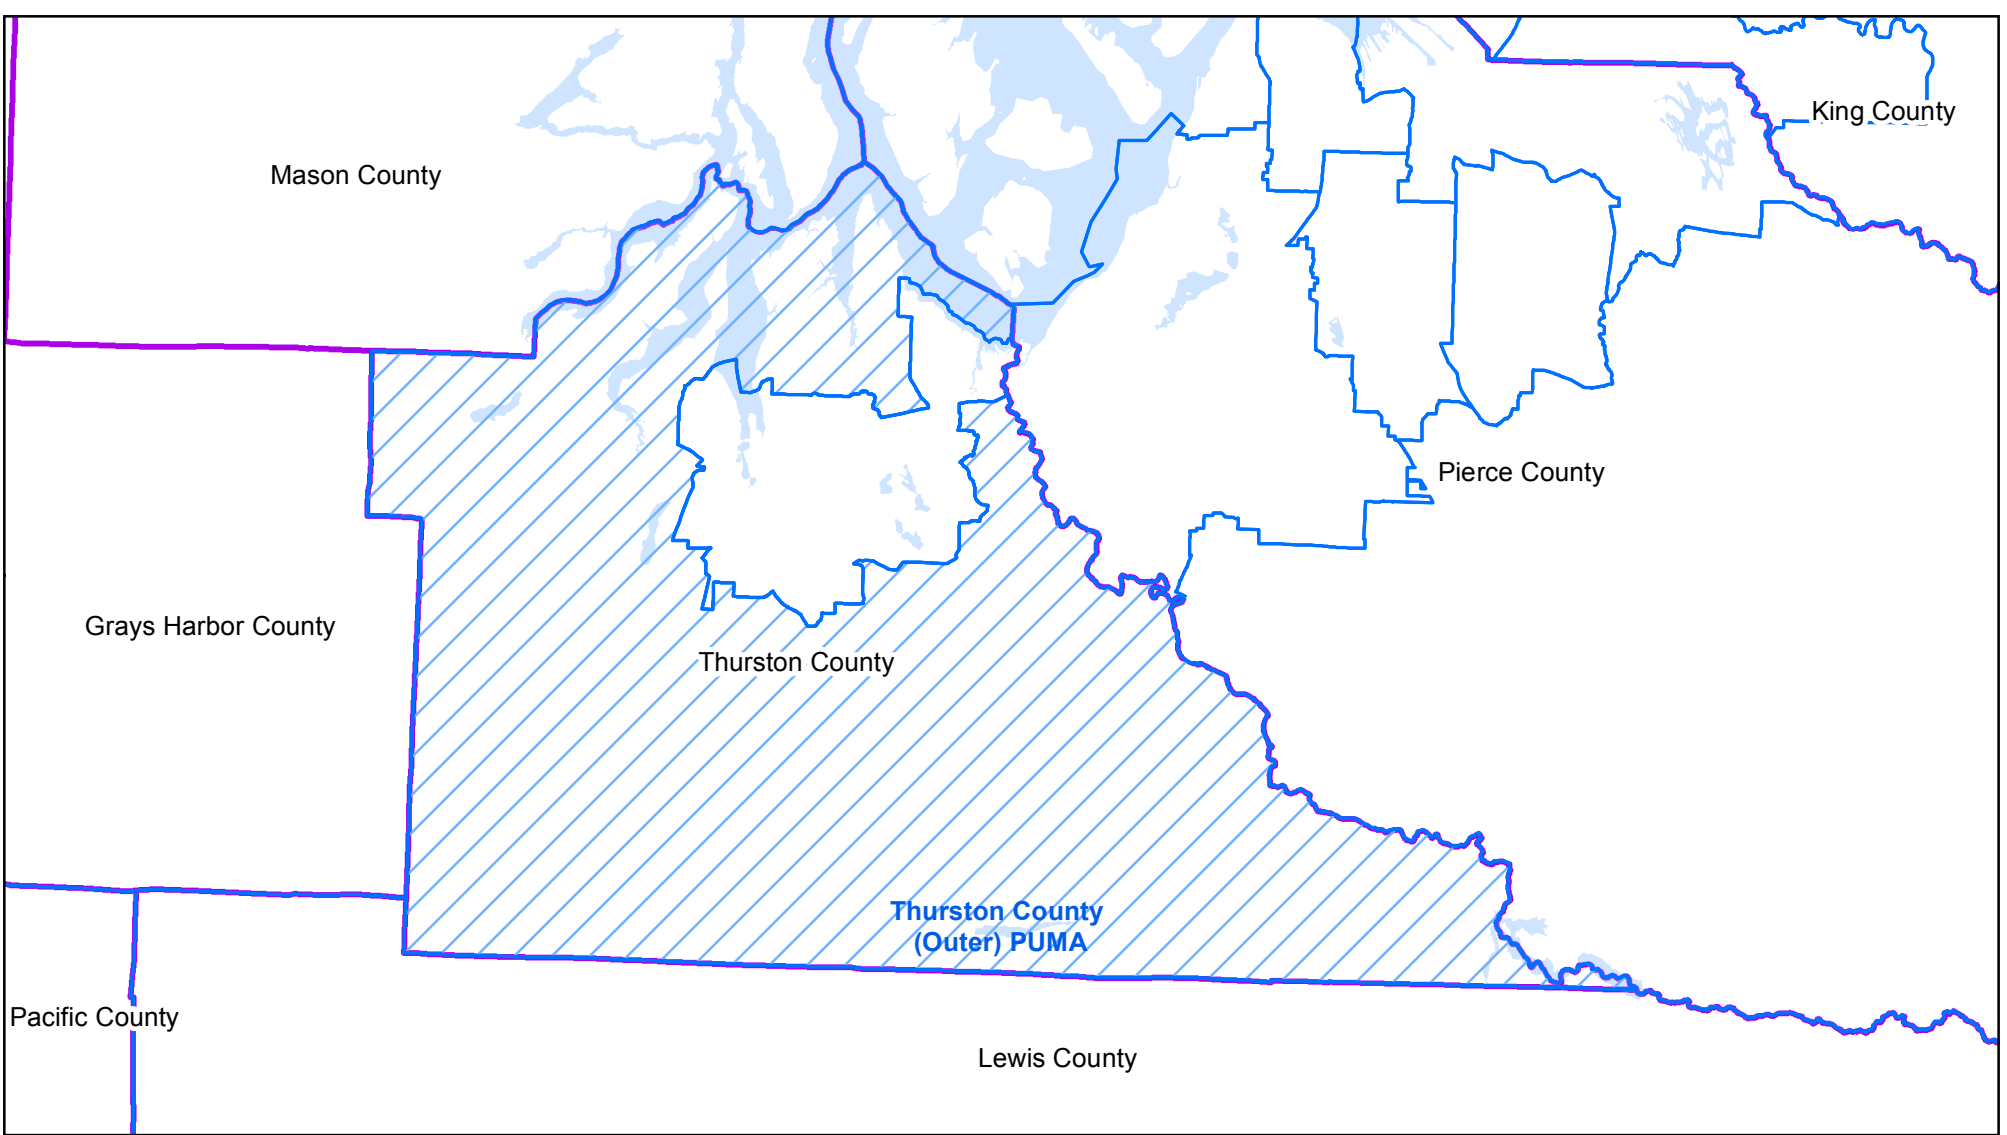 King County
Mason County
Pierce County
Grays Harbor County
Thurston County
Thurston County
(Outer) PUMA
Pacific County
Lewis County